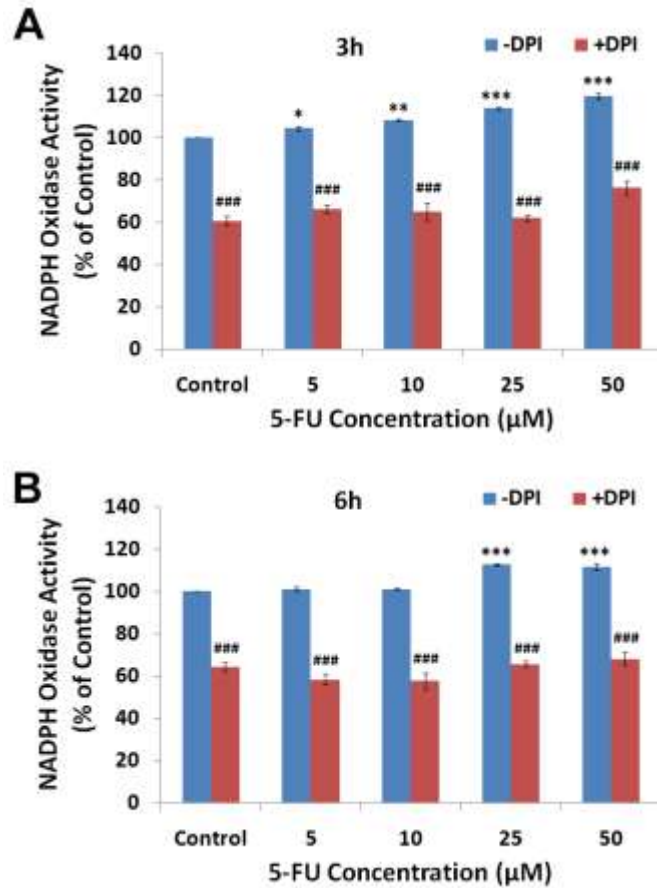 A
3h
-DPI
+DPI
NADPH Oxidase Activity
(% of Control)
140
120
100
80
60
40
20
0
*
**
***
***
###
###
###
###
###
Control
5
10
25
50
5-FU Concentration (µM)
B
6h
-DPI
+DPI
NADPH Oxidase Activity
(% of Control)
140
120
100
80
60
40
20
0
***
***
###
###
###
###
###
Control
5
10
25
50
5-FU Concentration (µM)